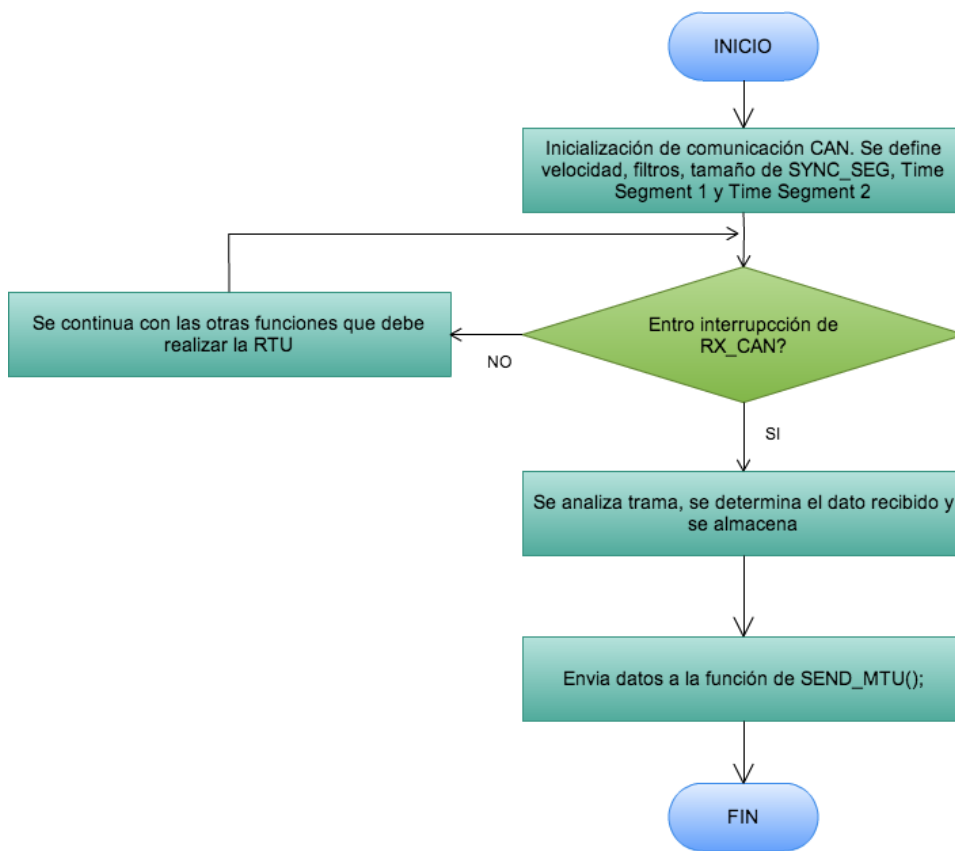 INICIO
Inicialización de comunicación CAN. Se define
velocidad, filtros, tamaño de SYNC_SEG, Time
Segment 1 y Time Segment 2
Se continua con las otras funciones que debe
realizar la RTU
Entro interrupcción de
RX_CAN?
NO
SI
Se analiza trama, se determina el dato recibido y
se almacena
Envia datos a la función de SEND_MTU();
FIN